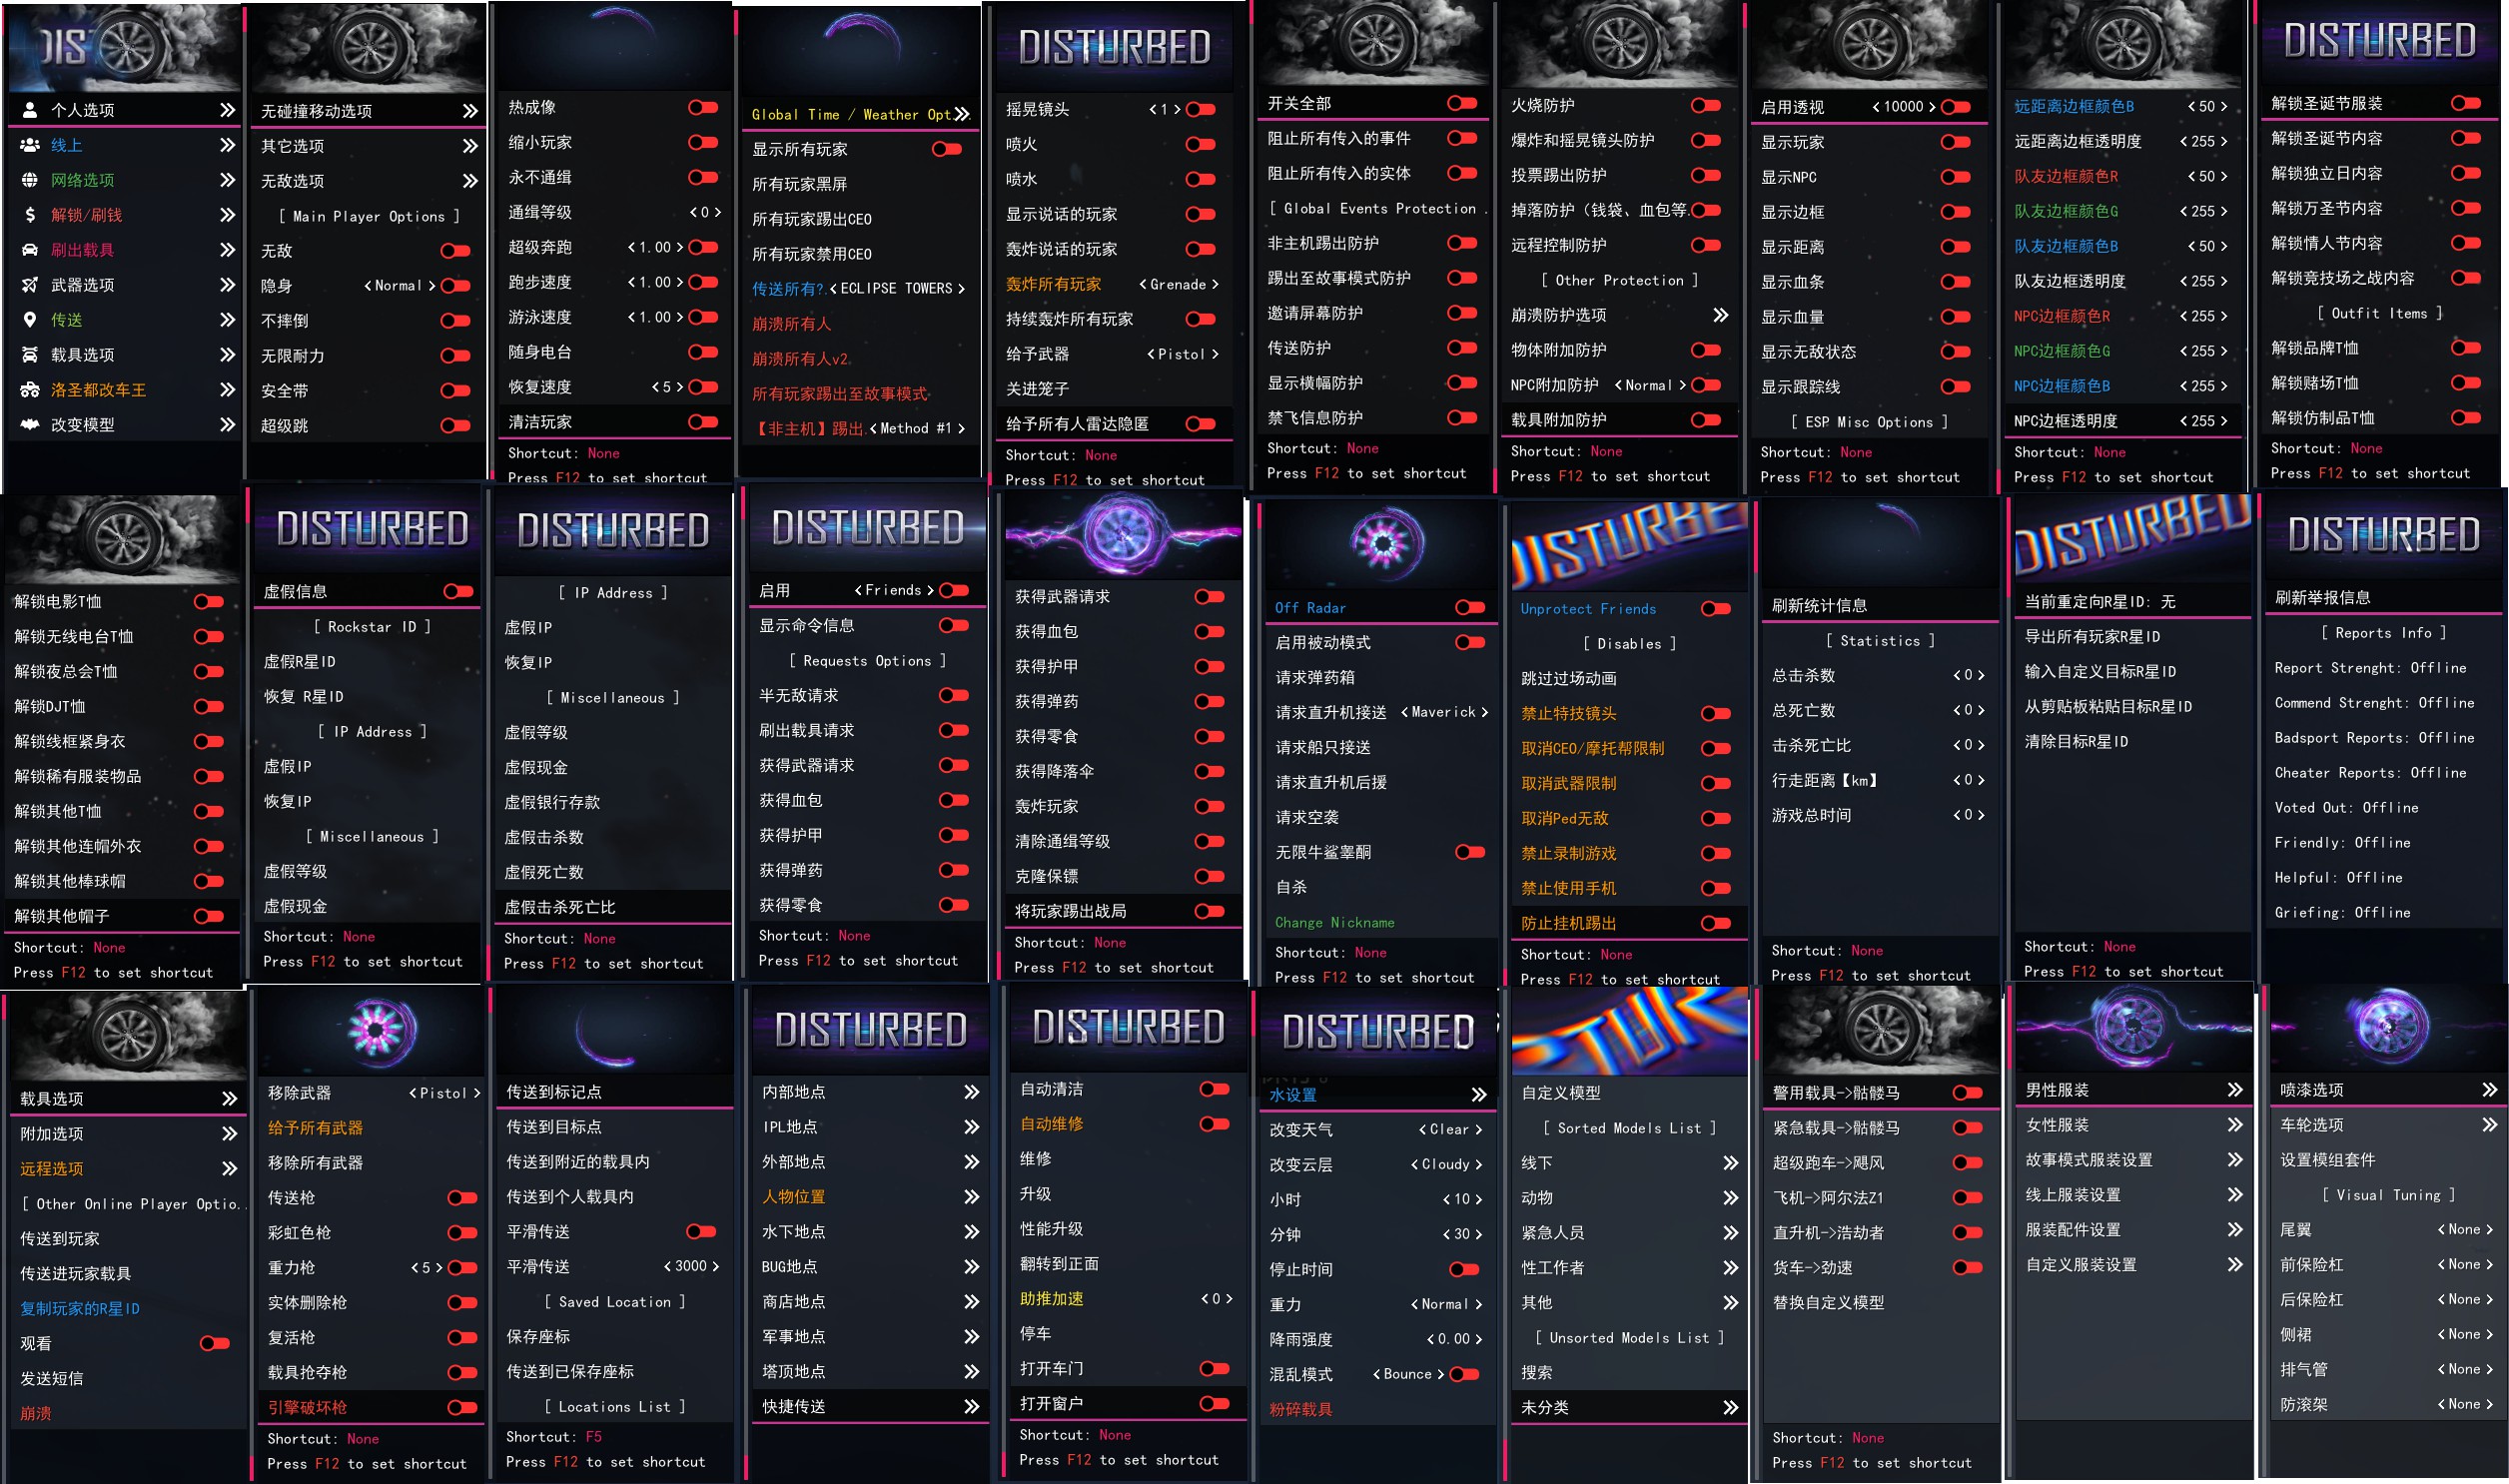 DIS
个人选项
线上
网络选项
解锁/刷钱
刷出载具
武器选项
传送
载具选项
洛圣都改车王
改变模型
无碰撞移动选项
其它选项
无敌选项
[ Main Player Options ]
无敌
隐身 <Normal>
不摔倒
无限耐力
安全带
超级跳
热成像
缩小玩家
永不通缉
通缉等级 <0>
超级奔跑 <1.00>
跑步速度 <1.00>
游泳速度 <1.00>
随身电台
恢复速度 <5>
清洁玩家
Shortcut: None
Press F12 to set shortcut
Global Time / Weather Opt..
显示所有玩家
所有玩家黑屏
所有玩家踢出CEO
所有玩家禁用CEO
传送所有?.<ECLIPSE TOWERS>
崩溃所有人
崩溃所有人v2
所有玩家踢出至故事模式
【非主机】踢出.<Method #1>
DISTURBED
摇晃镜头 <1>
喷火
喷水
显示说话的玩家
轰炸说话的玩家
轰炸所有玩家 <Grenade>
持续轰炸所有玩家
给予武器 <Pistol>
关进笼子
给予所有人雷达隐匿
Shortcut: None
Press F12 to set shortcut
开关全部
阻止所有传入的事件
阻止所有传入的实体
[ Global Events Protection .
非主机踢出防护
踢出至故事模式防护
邀请屏幕防护
传送防护
显示横幅防护
禁飞信息防护
Shortcut: None
Press F12 to set shortcut
火烧防护
爆炸和摇晃镜头防护
投票踢出防护
掉落防护（钱袋、血包等.
远程控制防护
[ Other Protection ]
崩溃防护选项
物体附加防护
NPC附加防护 <Normal>
载具附加防护
Shortcut: None
Press F12 to set shortcut
启用透视 <10000>
显示玩家
显示NPC
显示边框
显示距离
显示血条
显示血量
显示无敌状态
显示跟踪线
[ ESP Misc Options ]
Shortcut: None
Press F12 to set shortcut
远距离边框颜色B <50>
远距离边框透明度 <255>
队友边框颜色R <50>
队友边框颜色G <255>
队友边框颜色B <50>
队友边框透明度 <255>
NPC边框颜色R <255>
NPC边框颜色G <255>
NPC边框颜色B <255>
NPC边框透明度 <255>
Shortcut: None
Press F12 to set shortcut
DISTURBED
解锁圣诞节服装
解锁圣诞节内容
解锁独立日内容
解锁万圣节内容
解锁情人节内容
解锁竞技场之战内容
[ Outfit Items ]
解锁品牌T恤
解锁赌场T恤
解锁仿制品T恤
Shortcut: None
Press F12 to set shortcut
解锁电影T恤
解锁无线电台T恤
解锁夜总会T恤
解锁DJT恤
解锁线框紧身衣
解锁稀有服装物品
解锁其他T恤
解锁其他连帽外衣
解锁其他棒球帽
解锁其他帽子
Shortcut: None
Press F12 to set shortcut
DISTURBED
虚假信息
[ Rockstar ID ]
虚假R星ID
恢复 R星ID
[ IP Address ]
虚假IP
恢复IP
[ Miscellaneous ]
虚假等级
虚假现金
Shortcut: None
Press F12 to set shortcut
DISTURBED
[ IP Address ]
虚假IP
恢复IP
[ Miscellaneous ]
虚假等级
虚假现金
虚假银行存款
虚假击杀数
虚假死亡数
虚假击杀死亡比
Shortcut: None
Press F12 to set shortcut
DISTURBED
启用 <Friends>
显示命令信息
[ Requests Options ]
半无敌请求
刷出载具请求
获得武器请求
获得血包
获得护甲
获得弹药
获得零食
Shortcut: None
Press F12 to set shortcut
获得武器请求
获得血包
获得护甲
获得弹药
获得零食
获得降落伞
轰炸玩家
清除通缉等级
克隆保镖
将玩家踢出战局
Shortcut: None
Press F12 to set shortcut
Off Radar
启用被动模式
请求弹药箱
请求直升机接送 <Maverick>
请求船只接送
请求直升机后援
请求空袭
无限牛鲨睾酮
自杀
Change Nickname
Shortcut: None
Press F12 to set shortcut
DISTURBED
Unprotect Friends
[ Disables ]
跳过过场动画
禁止特技镜头
取消CEO/摩托帮限制
取消武器限制
取消Ped无敌
禁止录制游戏
禁止使用手机
防止挂机踢出
Shortcut: None
Press F12 to set shortcut
刷新统计信息
[ Statistics ]
总击杀数 <0>
总死亡数 <0>
击杀死亡比 <0>
行走距离【km】 <0>
游戏总时间 <0>
Shortcut: None
Press F12 to set shortcut
DISTURBED
当前重定向R星ID: 无
导出所有玩家R星ID
输入自定义目标R星ID
从剪贴板粘贴目标R星ID
清除目标R星ID
Shortcut: None
Press F12 to set shortcut
DISTURBED
刷新举报信息
[ Reports Info ]
Report Strenght: Offline
Commend Strenght: Offline
Badsport Reports: Offline
Cheater Reports: Offline
Voted Out: Offline
Friendly: Offline
Helpful: Offline
Griefing: Offline
载具选项
附加选项
远程选项
[ Other Online Player Optio..
传送到玩家
传送进玩家载具
复制玩家的R星ID
观看
发送短信
崩溃
移除武器 <Pistol>
给予所有武器
移除所有武器
传送枪
彩虹色枪
重力枪 <5>
实体删除枪
复活枪
载具抢夺枪
引擎破坏枪
Shortcut: None
Press F12 to set shortcut
传送到标记点
传送到目标点
传送到附近的载具内
传送到个人载具内
平滑传送
平滑传送 <3000>
[ Saved Location ]
保存座标
传送到已保存座标
[ Locations List ]
Shortcut: F5
Press F12 to set shortcut
DISTURBED
内部地点
IPL地点
外部地点
人物位置
水下地点
BUG地点
商店地点
军事地点
塔顶地点
快捷传送
DISTURBED
自动清洁
自动维修
维修
升级
性能升级
翻转到正面
助推加速 <0>
停车
打开车门
打开窗户
Shortcut: None
Press F12 to set shortcut
DISTURBED
水设置
改变天气 <Clear>
改变云层 <Cloudy>
小时 <10>
分钟 <30>
停止时间
重力 <Normal>
降雨强度 <0.00>
混乱模式 <Bounce>
粉碎载具
STUR
自定义模型
[ Sorted Models List ]
线下
动物
紧急人员
性工作者
其他
[ Unsorted Models List ]
搜索
未分类
警用载具->骷髅马
紧急载具->骷髅马
超级跑车->飓风
飞机->阿尔法Z1
直升机->浩劫者
货车->劲速
替换自定义模型
Shortcut: None
Press F12 to set shortcut
男性服装
女性服装
故事模式服装设置
线上服装设置
服装配件设置
自定义服装设置
喷漆选项
车轮选项
设置模组套件
[ Visual Tuning ]
尾翼 <None>
前保险杠 <None>
后保险杠 <None>
侧裙 <None>
排气管 <None>
防滚架 <None>